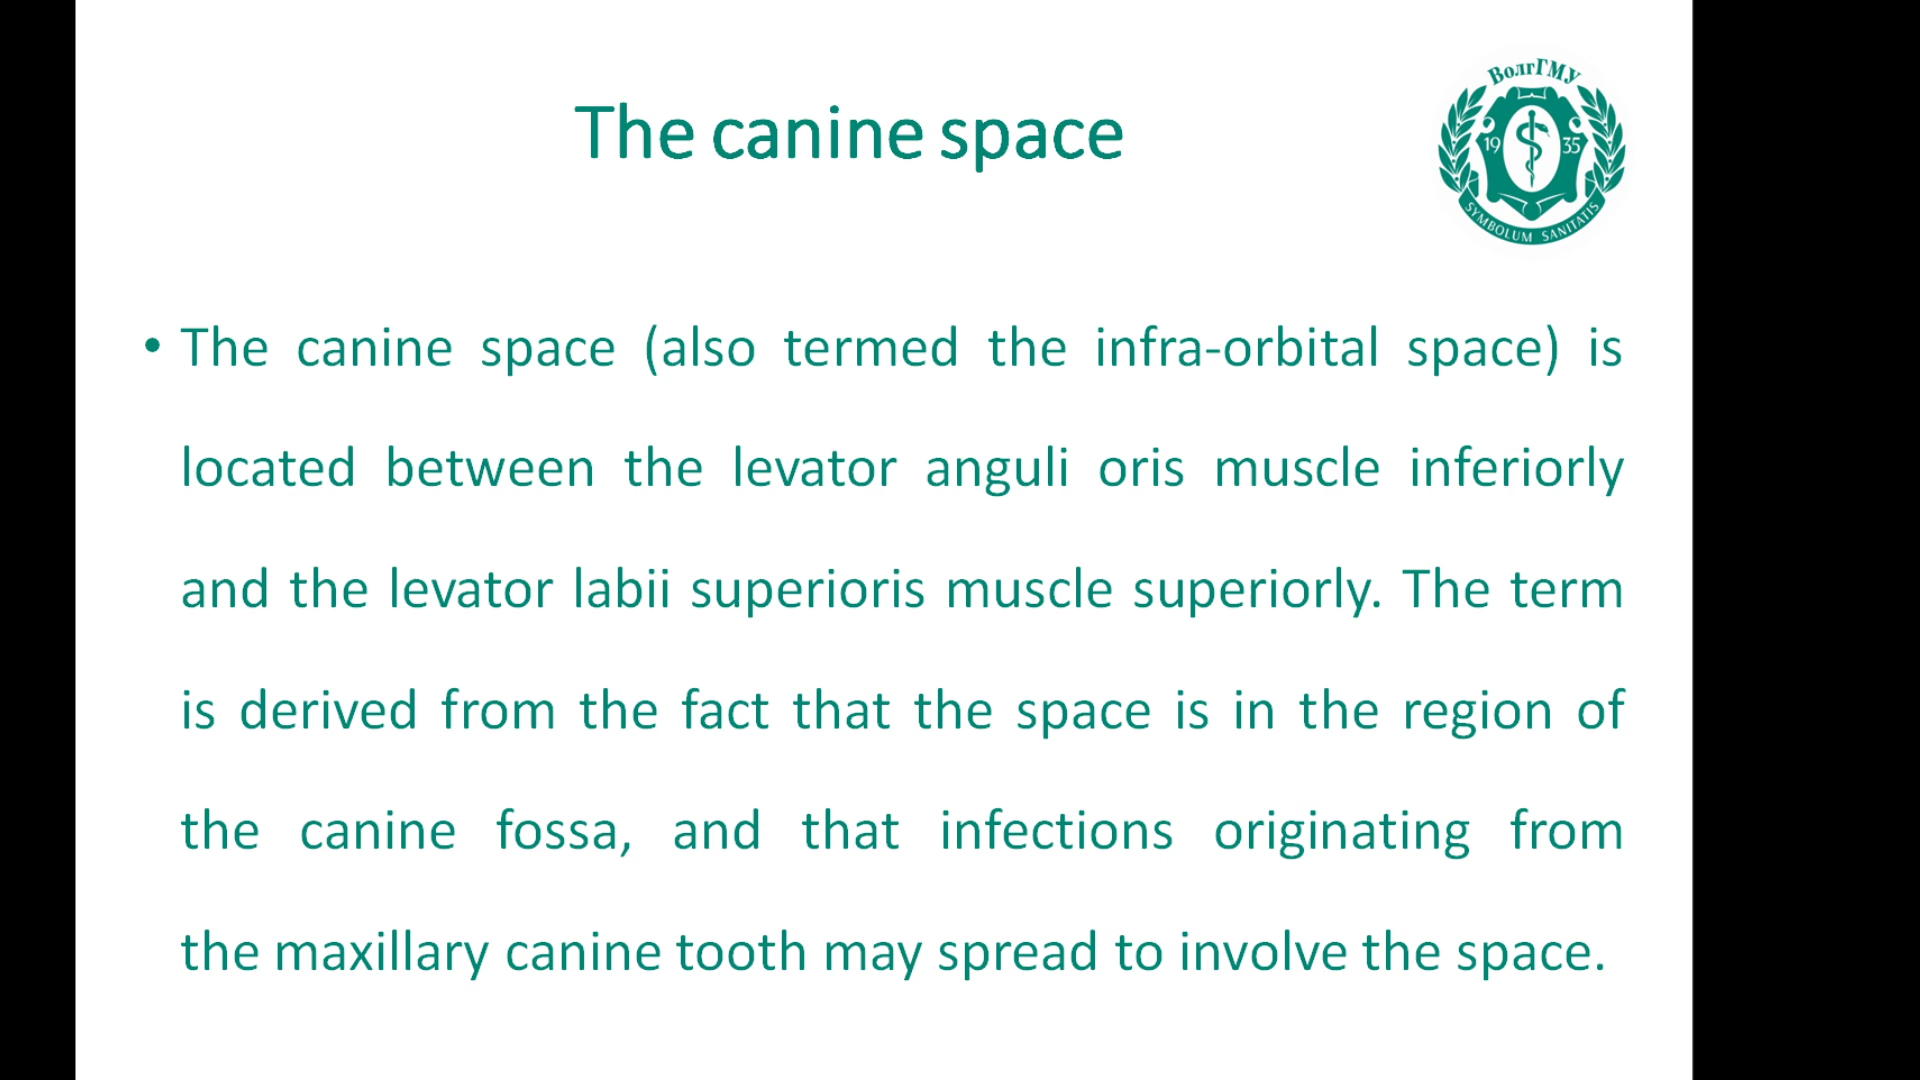 The canine space
ВолгГМУ
19 35
SYMBOLUM SANITATIS
• The canine space (also termed the infra-orbital space) is
located between the levator anguli oris muscle inferiorly
and the levator labii superioris muscle superiorly. The term
is derived from the fact that the space is in the region of
the canine fossa, and that infections originating from
the maxillary canine tooth may spread to involve the space.